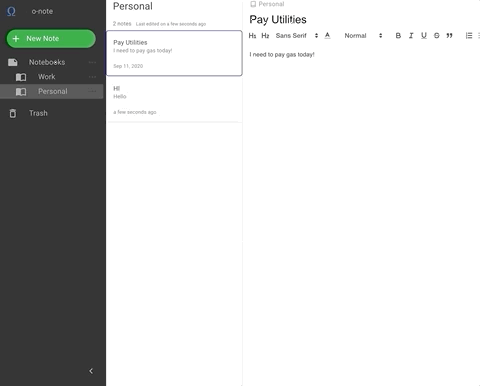 o-note
New Note
Notebooks
Work
Personal
Trash
Personal
2 notes Last edited on a few seconds ago
Pay Utilities
I need to pay gas today!
Sep 11, 2020
HI
Hello
a few seconds ago
Personal
Pay Utilities
H1 H2 Sans Serif A Normal B I U S
I need to pay gas today!